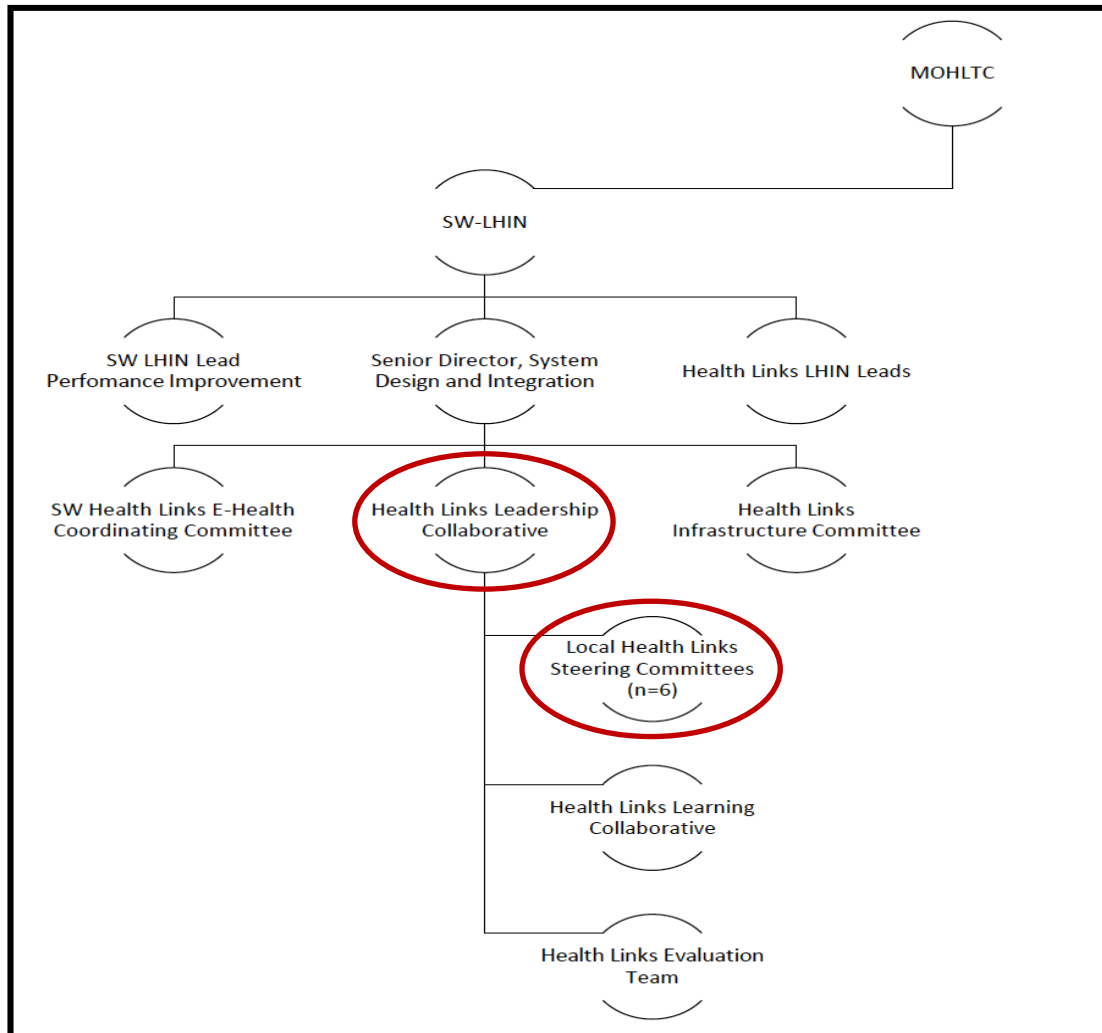 MOHLTC
SW-LHIN
SW LHIN Lead
Perfomance Improvement
Senior Director, System
Design and Integration
Health Links LHIN Leads
SW Health Links E-Health
Coordinating Committee
Health Links Leadership
Collaborative
Health Links
Infrastructure Committee
Local Health Links
Steering Committees
(n=6)
Health Links Learning
Collaborative
Health Links Evaluation
Team